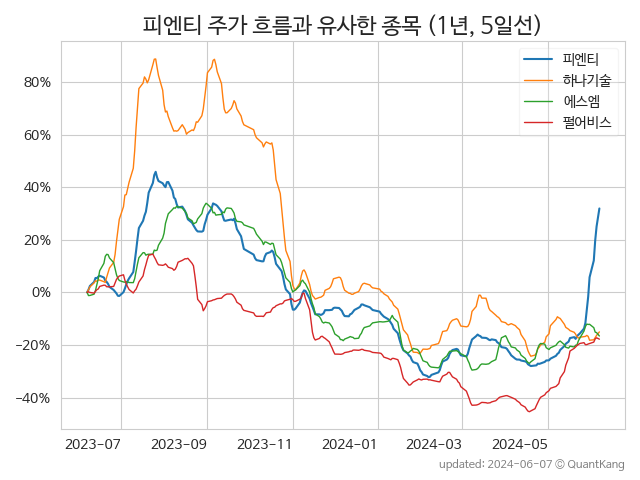 피엔티 주가 흐름과 유사한 종목 (1년, 5일선)
피엔티
하나기술
에스엠
펄어비스
80%
60%
40%
20%
0%
−20%
−40%
2023-07
2023-09
2023-11
2024-01
2024-03
2024-05
updated: 2024-06-07 © QuantKang